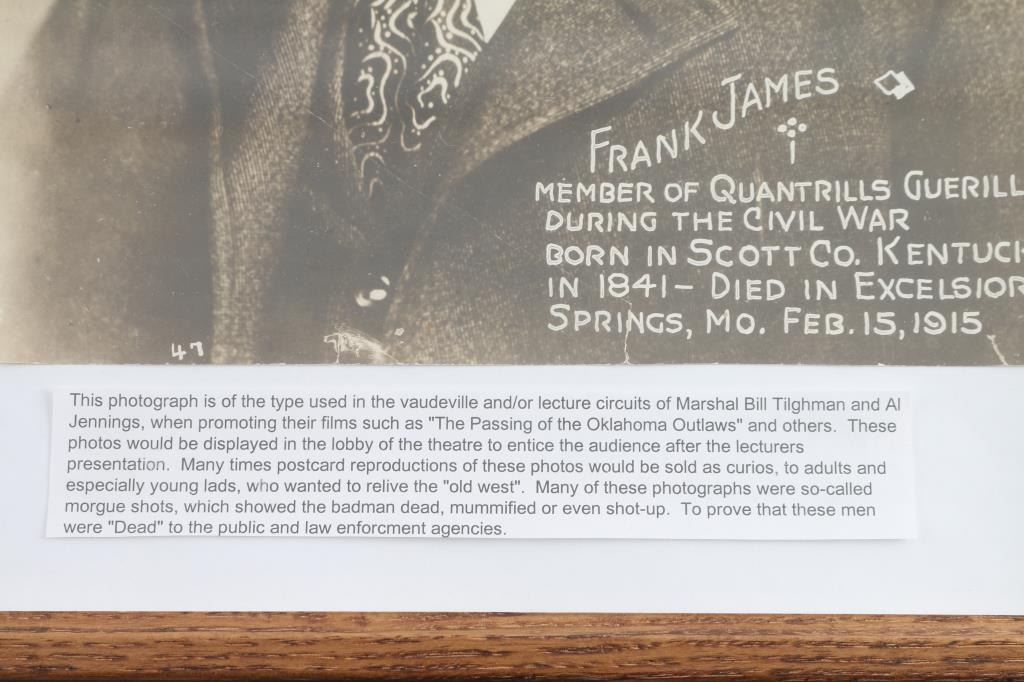 FRANK JAMES
MEMBER OF QUANTRILLS GUERILL
DURING THE CIVIL WAR
BORN IN SCOTT CO. KENTUCK
IN 1841 – DIED IN EXCELSIOR
SPRINGS, MO. FEB. 15, 1915
47
This photograph is of the type used in the vaudeville and/or lecture circuits of Marshal Bill Tilghman and Al
Jennings, when promoting their films such as "The Passing of the Oklahoma Outlaws" and others. These
photos would be displayed in the lobby of the theatre to entice the audience after the lecturers
presentation. Many times postcard reproductions of these photos would be sold as curios, to adults and
especially young lads, who wanted to relive the "old west". Many of these photographs were so-called
morgue shots, which showed the badman dead, mummified or even shot-up. To prove that these men
were "Dead" to the public and law enforcment agencies.